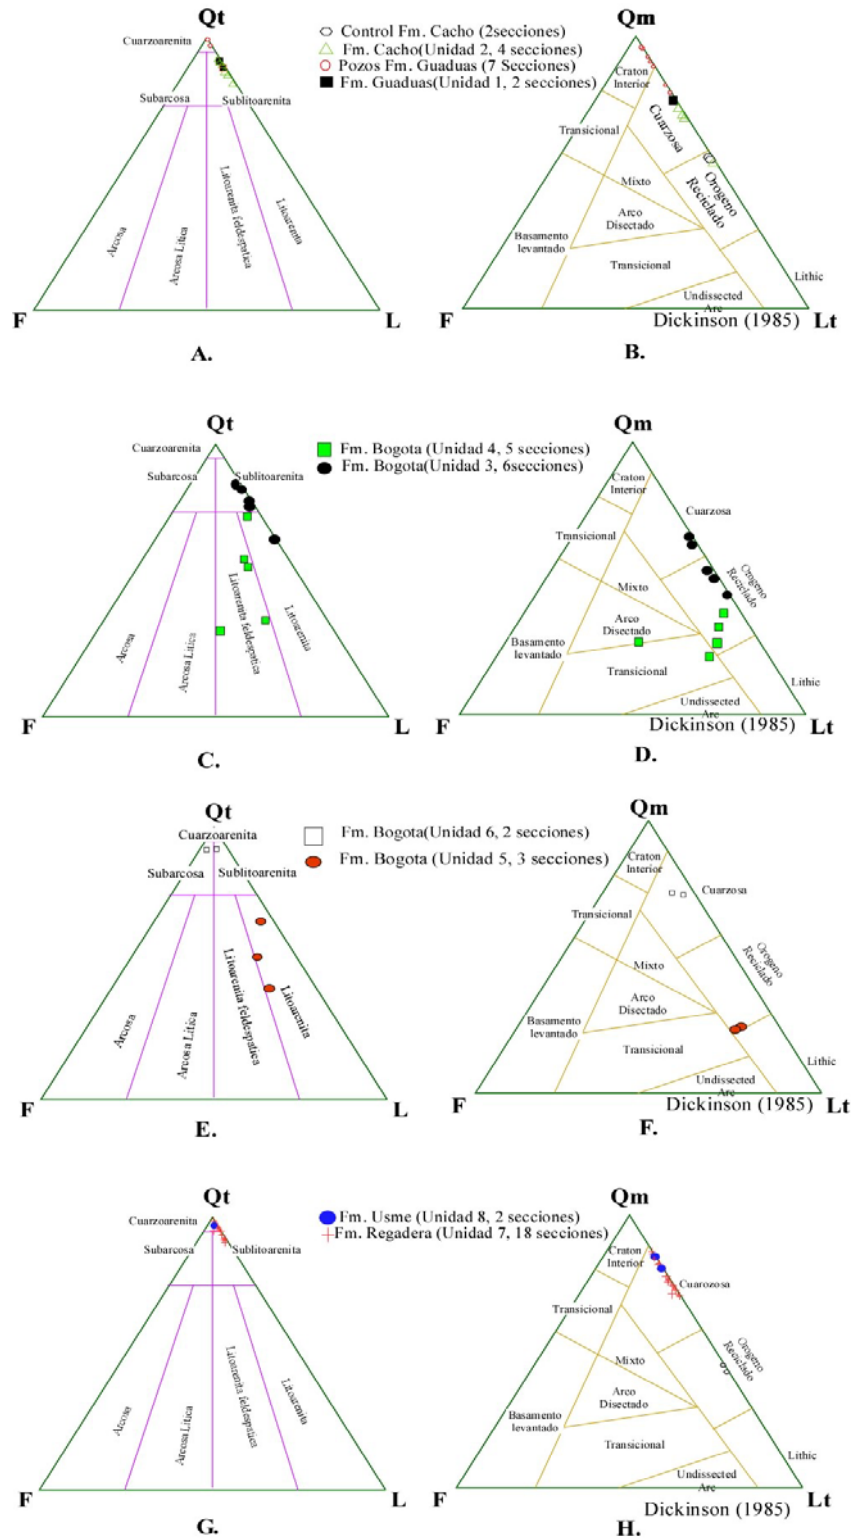 Qt
Cuarzoarenita
Subarcosa
Sublitoarenita
Arcosa
Arcosa Litica
Litoarenita feldespatica
Litoarenita
F
L
A.
Control Fm. Cacho (2secciones)
Fm. Cacho(Unidad 2, 4 secciones)
Pozos Fm. Guaduas (7 Secciones)
Fm. Guaduas(Unidad 1, 2 secciones)
Qm
Craton
Interior
Cuarzosa
Transicional
Mixto
Orogeno
Reciclado
Arco
Disectado
Basamento
levantado
Transicional
Lithic
Undissected
Arc
Dickinson (1985)
F
Lt
B.
Qt
Cuarzoarenita
Subarcosa
Sublitoarenita
Arcosa
Arcosa Litica
Litoarenita feldespatica
Litoarenita
F
L
C.
Fm. Bogota (Unidad 4, 5 secciones)
Fm. Bogota(Unidad 3, 6secciones)
Qm
Craton
Interior
Cuarzosa
Transicional
Mixto
Orogeno
Reciclado
Arco
Disectado
Basamento
levantado
Transicional
Lithic
Undissected
Arc
Dickinson (1985)
F
Lt
D.
Qt
Cuarzoarenita
Subarcosa
Sublitoarenita
Arcosa
Arcosa Litica
Litoarenita feldespatica
Litoarenita
F
L
E.
Fm. Bogota(Unidad 6, 2 secciones)
Fm. Bogota (Unidad 5, 3 secciones)
Qm
Craton
Interior
Cuarzosa
Transicional
Mixto
Orogeno
Reciclado
Arco
Disectado
Basamento
levantado
Transicional
Lithic
Undissected
Arc
Dickinson (1985)
F
Lt
F.
Qt
Cuarzoarenita
Subarcosa
Sublitoarenita
Arcosa
Arcosa Litica
Litoarenita feldespatica
Litoarenita
F
L
G.
Fm. Usme (Unidad 8, 2 secciones)
Fm. Regadera (Unidad 7, 18 secciones)
Qm
Craton
Interior
Cuarozosa
Transicional
Mixto
Orogeno
Reciclado
Arco
Disectado
Basamento
levantado
Transicional
Lithic
Undissected
Arc
Dickinson (1985)
F
Lt
H.